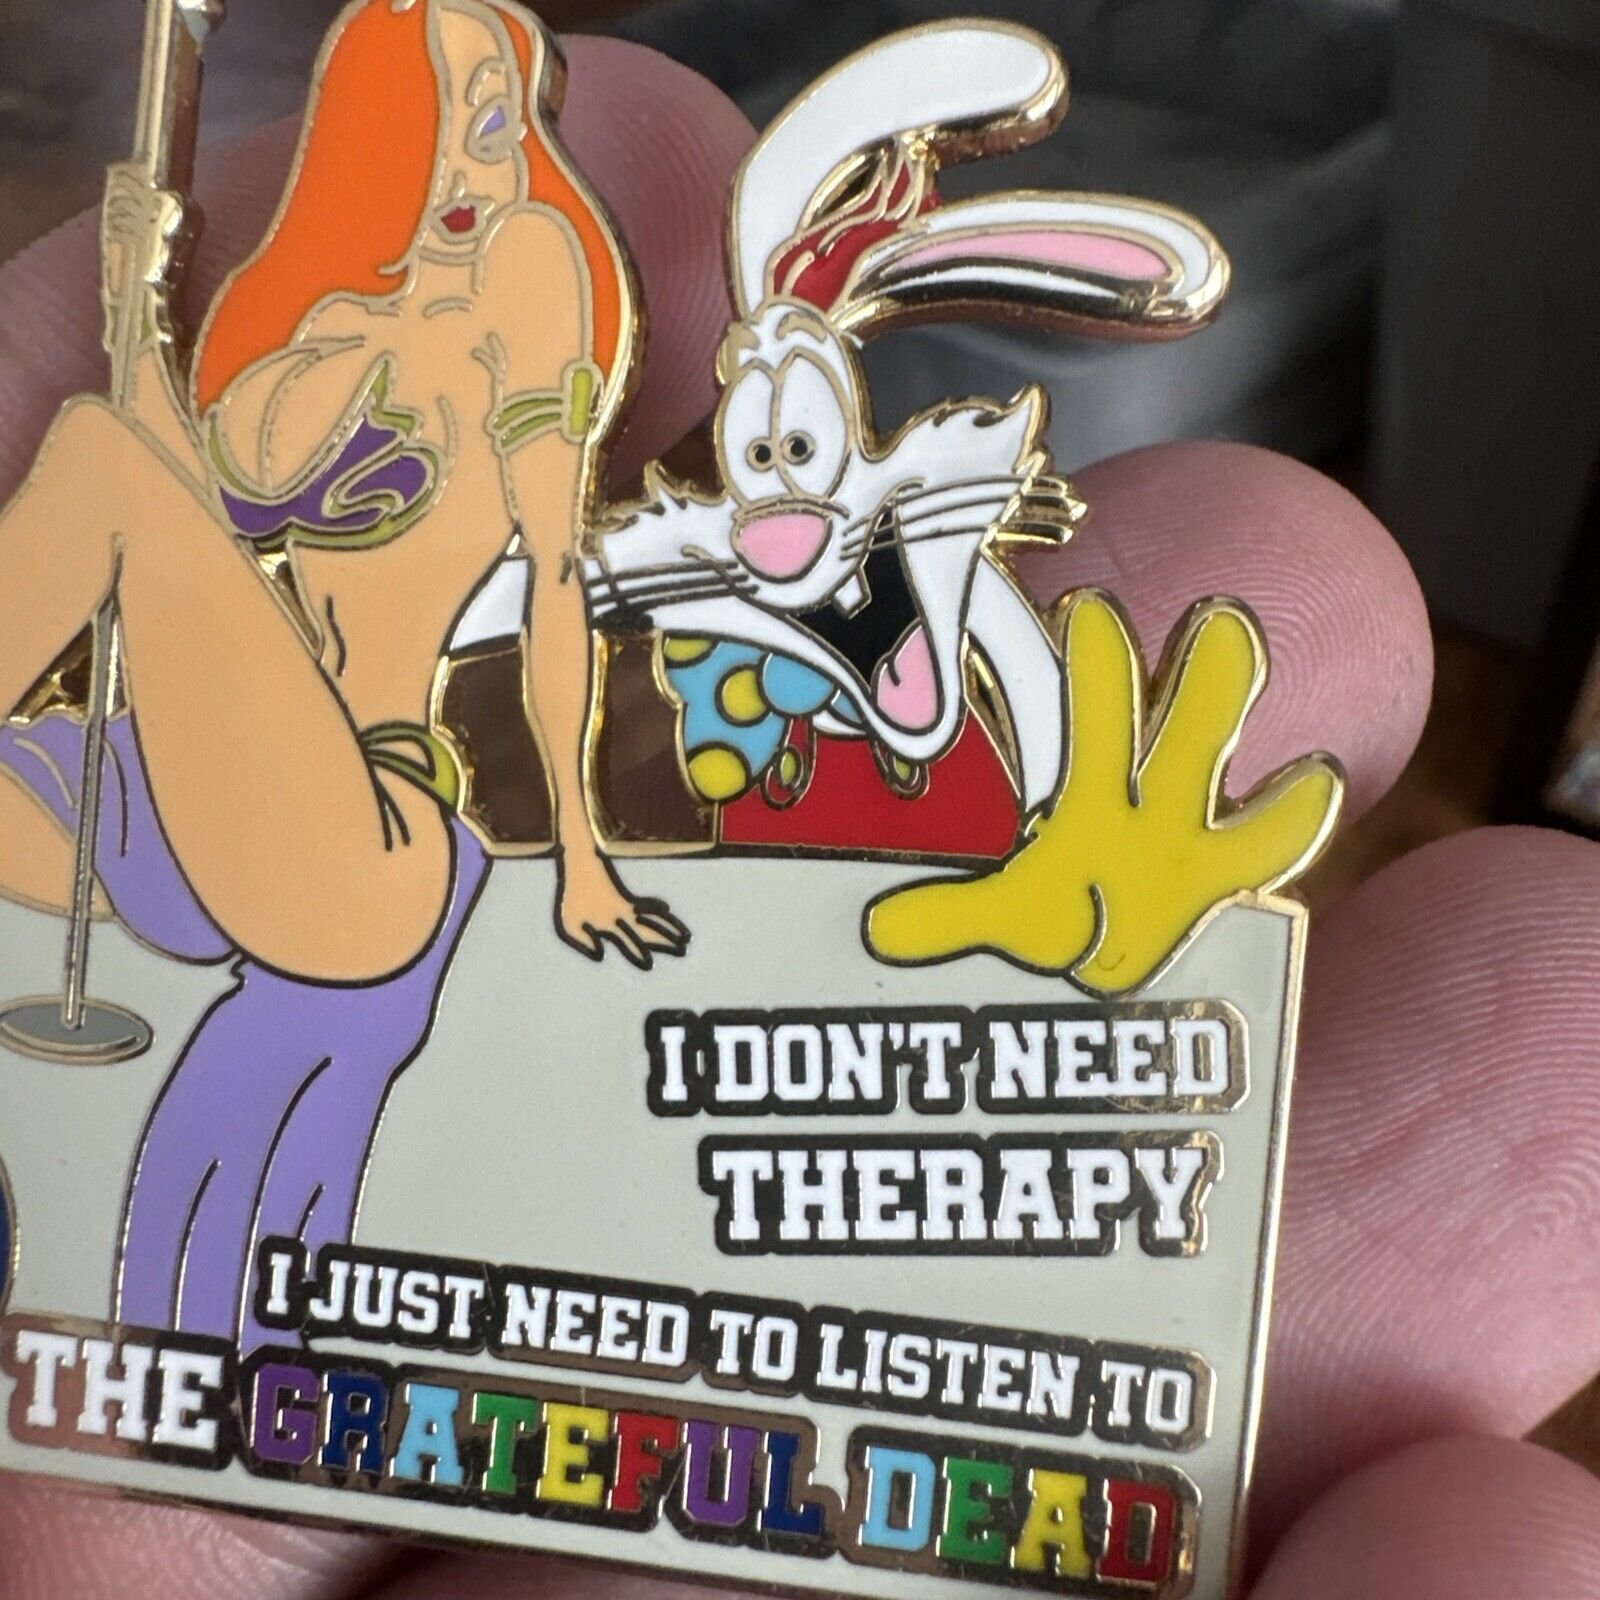 I DON'T NEED
THERAPY
I JUST NEED TO LISTEN TO
THE GRATEFUL DEAD